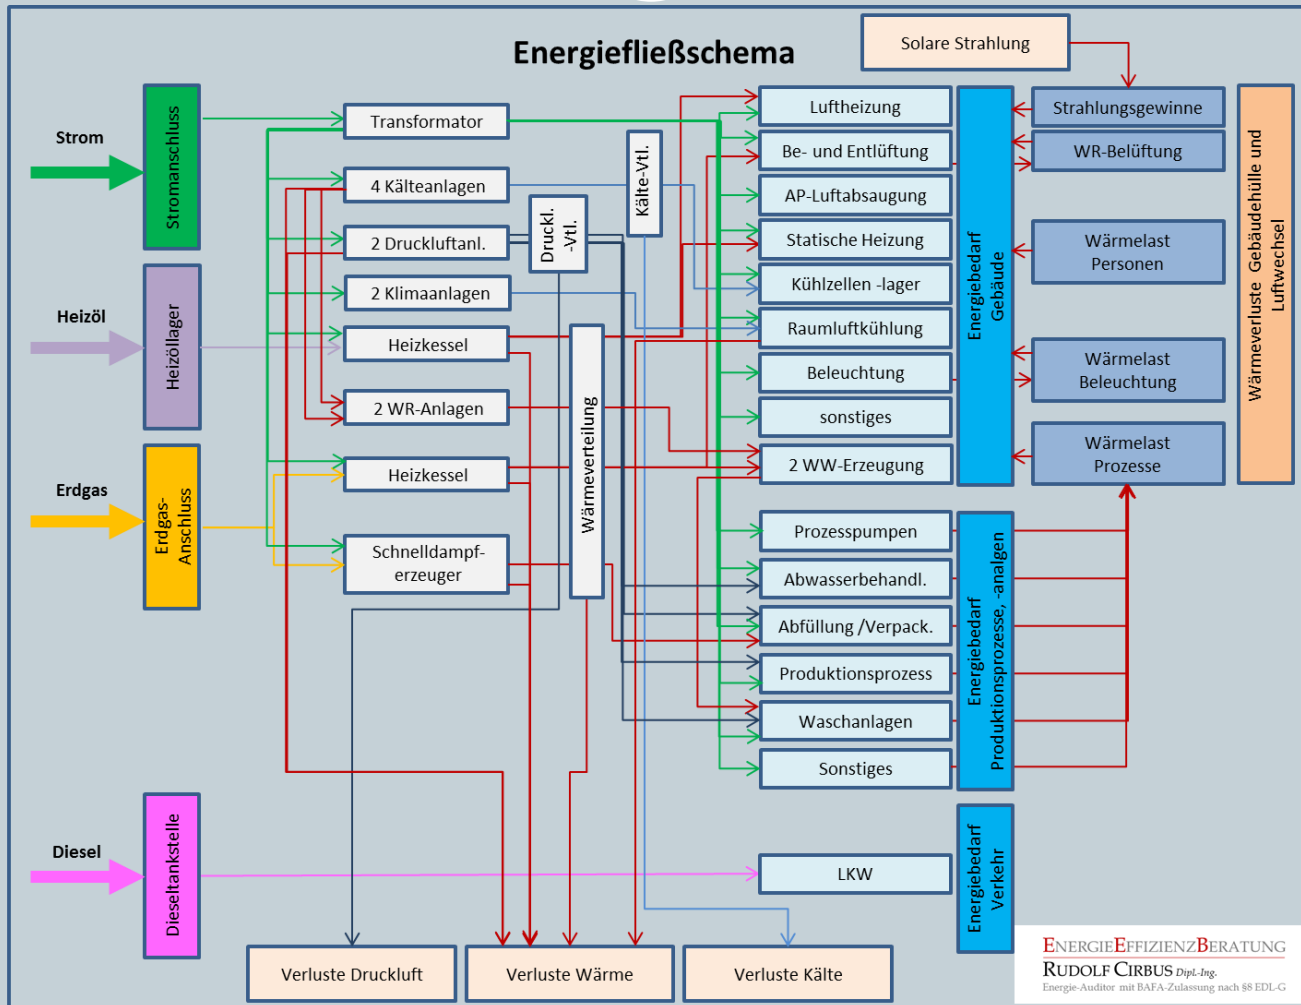 Energiefließschema
Solare Strahlung
Strom
Stromanschluss
Heizöl
Heizöllager
Erdgas
Erdgas-
Anschluss
Diesel
Dieseltankstelle
Transformator
4 Kälteanlagen
2 Druckluftanl.
2 Klimaanlagen
Heizkessel
2 WR-Anlagen
Heizkessel
Schnelldampf-
erzeuger
Druckl.
-Vtl.
Kälte-Vtl.
Wärmeverteilung
Luftheizung
Be- und Entlüftung
AP-Luftabsaugung
Statische Heizung
Kühlzellen -lager
Raumluftkühlung
Beleuchtung
sonstiges
2 WW-Erzeugung
Prozesspumpen
Abwasserbehandl.
Abfüllung /Verpack.
Produktionsprozess
Waschanlagen
Sonstiges
LKW
Energiebedarf
Gebäude
Energiebedarf
Produktionsprozesse, -analgen
Energiebedarf
Verkehr
Strahlungsgewinne
WR-Belüftung
Wärmelast
Personen
Wärmelast
Beleuchtung
Wärmelast
Prozesse
Wärmeverluste Gebäudehülle und
Luftwechsel
Verluste Druckluft
Verluste Wärme
Verluste Kälte
ENERGIEEFFIZIENZBERATUNG
RUDOLF CIRBUS Dipl.-Ing.
Energie-Auditor mit BAFA-Zulassung nach §8 EDL-G